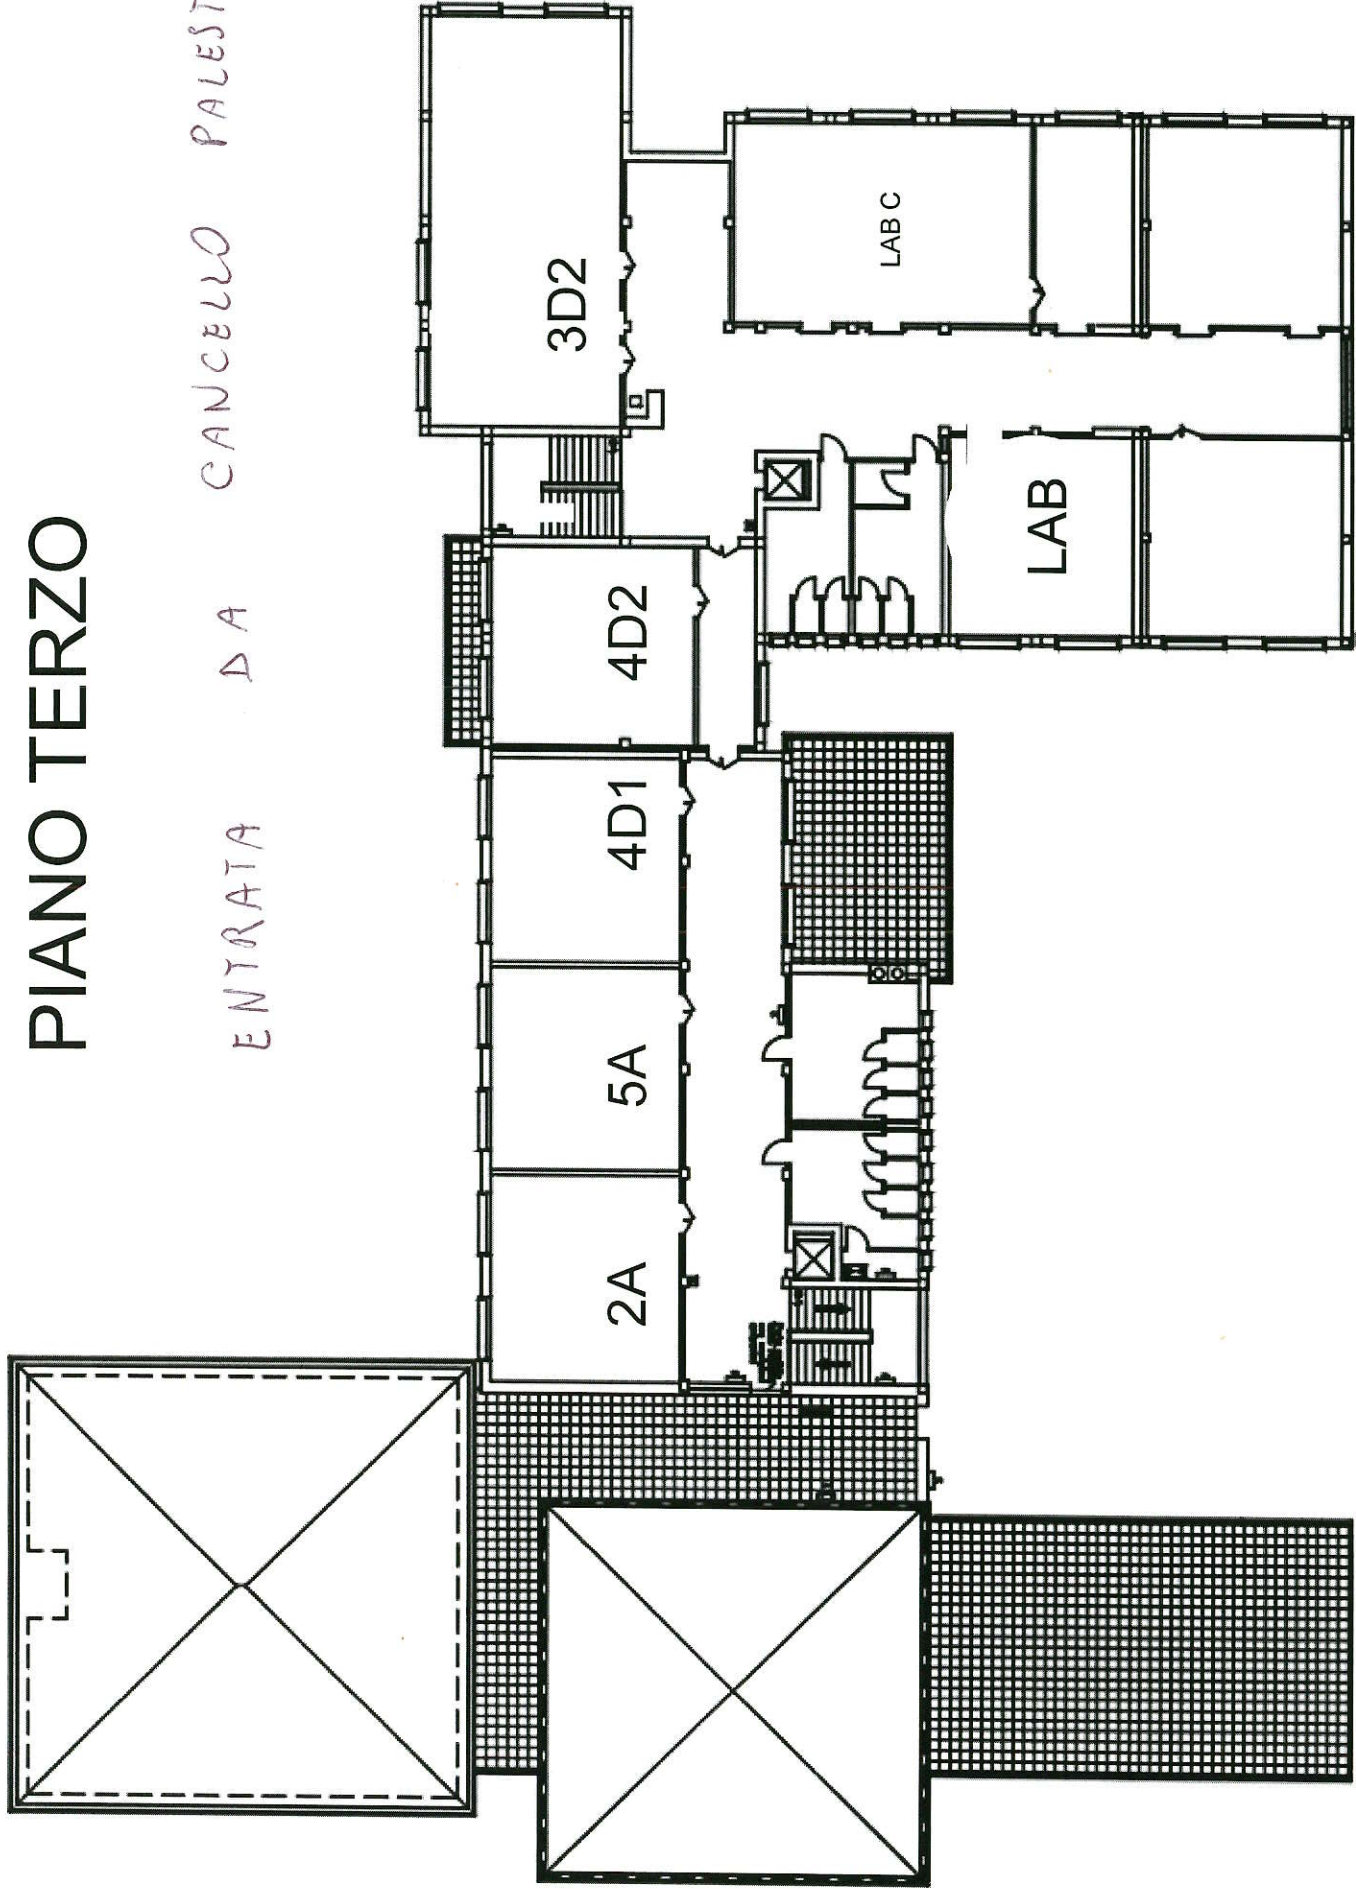 PIANO TERZO
ENTRATA DA CANCELLO PALEST
2A
5A
4D1
4D2
3D2
LAB
LAB C